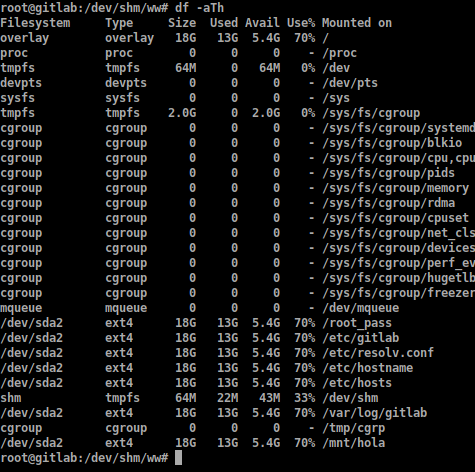 root@gitlab:/dev/shm/ww# df -aTh
Filesystem     Type     Size  Used Avail Use% Mounted on
overlay        overlay   18G   13G  5.4G  70% /
proc           proc        0     0     0    - /proc
tmpfs          tmpfs     64M     0   64M   0% /dev
devpts         devpts      0     0     0    - /dev/pts
sysfs          sysfs       0     0     0    - /sys
tmpfs          tmpfs    2.0G     0  2.0G   0% /sys/fs/cgroup
cgroup         cgroup      0     0     0    - /sys/fs/cgroup/systemd
cgroup         cgroup      0     0     0    - /sys/fs/cgroup/blkio
cgroup         cgroup      0     0     0    - /sys/fs/cgroup/cpu,cpu
cgroup         cgroup      0     0     0    - /sys/fs/cgroup/pids
cgroup         cgroup      0     0     0    - /sys/fs/cgroup/memory
cgroup         cgroup      0     0     0    - /sys/fs/cgroup/rdma
cgroup         cgroup      0     0     0    - /sys/fs/cgroup/cpuset
cgroup         cgroup      0     0     0    - /sys/fs/cgroup/net_cls
cgroup         cgroup      0     0     0    - /sys/fs/cgroup/devices
cgroup         cgroup      0     0     0    - /sys/fs/cgroup/perf_ev
cgroup         cgroup      0     0     0    - /sys/fs/cgroup/hugetlb
cgroup         cgroup      0     0     0    - /sys/fs/cgroup/freezer
mqueue         mqueue      0     0     0    - /dev/mqueue
/dev/sda2      ext4      18G   13G  5.4G  70% /root_pass
/dev/sda2      ext4      18G   13G  5.4G  70% /etc/gitlab
/dev/sda2      ext4      18G   13G  5.4G  70% /etc/resolv.conf
/dev/sda2      ext4      18G   13G  5.4G  70% /etc/hostname
/dev/sda2      ext4      18G   13G  5.4G  70% /etc/hosts
shm            tmpfs     64M   22M   43M  33% /dev/shm
/dev/sda2      ext4      18G   13G  5.4G  70% /var/log/gitlab
cgroup         cgroup      0     0     0    - /tmp/cgrp
/dev/sda2      ext4      18G   13G  5.4G  70% /mnt/hola
root@gitlab:/dev/shm/ww#